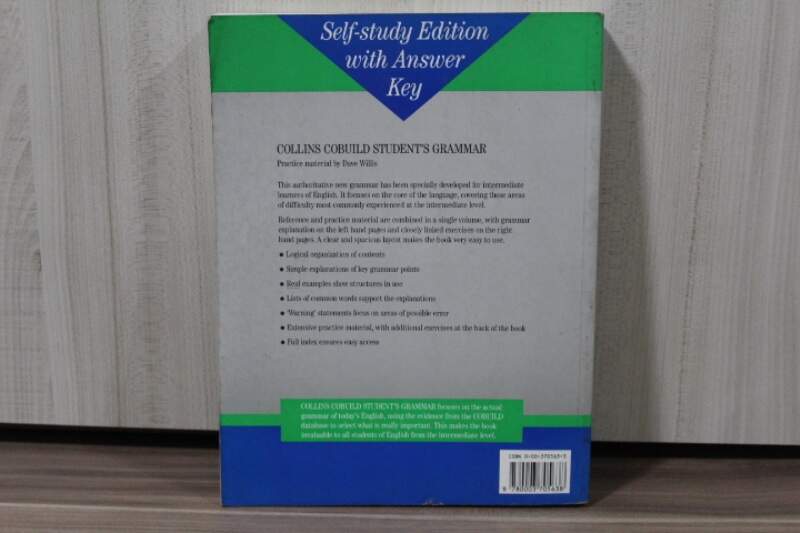 Self-study Edition
with Answer
Key
COLLINS COBUILD STUDENT'S GRAMMAR
Practice material by Dave Willis
This authoritative new grammar has been specially developed for intermediate
learners of English. It focuses on the core of the language, covering those areas
of difficulty most commonly experienced at the intermediate level.
Reference and practice material are combined in a single volume, with grammar
explanation on the left hand pages and closely linked exercises on the right
hand pages. A clear and spacious layout makes the book very easy to use.
• Logical organization of contents
• Simple explanations of key grammar points
• Real examples show structures in use
• Lists of common words support the explanations
• 'Warning' statements focus on areas of possible error
• Extensive practice material, with additional exercises at the back of the book
• Full index ensures easy access
COLLINS COBUILD STUDENT'S GRAMMAR focuses on the actual
grammar of today's English, using the evidence from the COBUILD
database to select what is really important. This makes the book
invaluable to all students of English from the intermediate level.
ISBN 0-00-370563-3
9 780003 705638